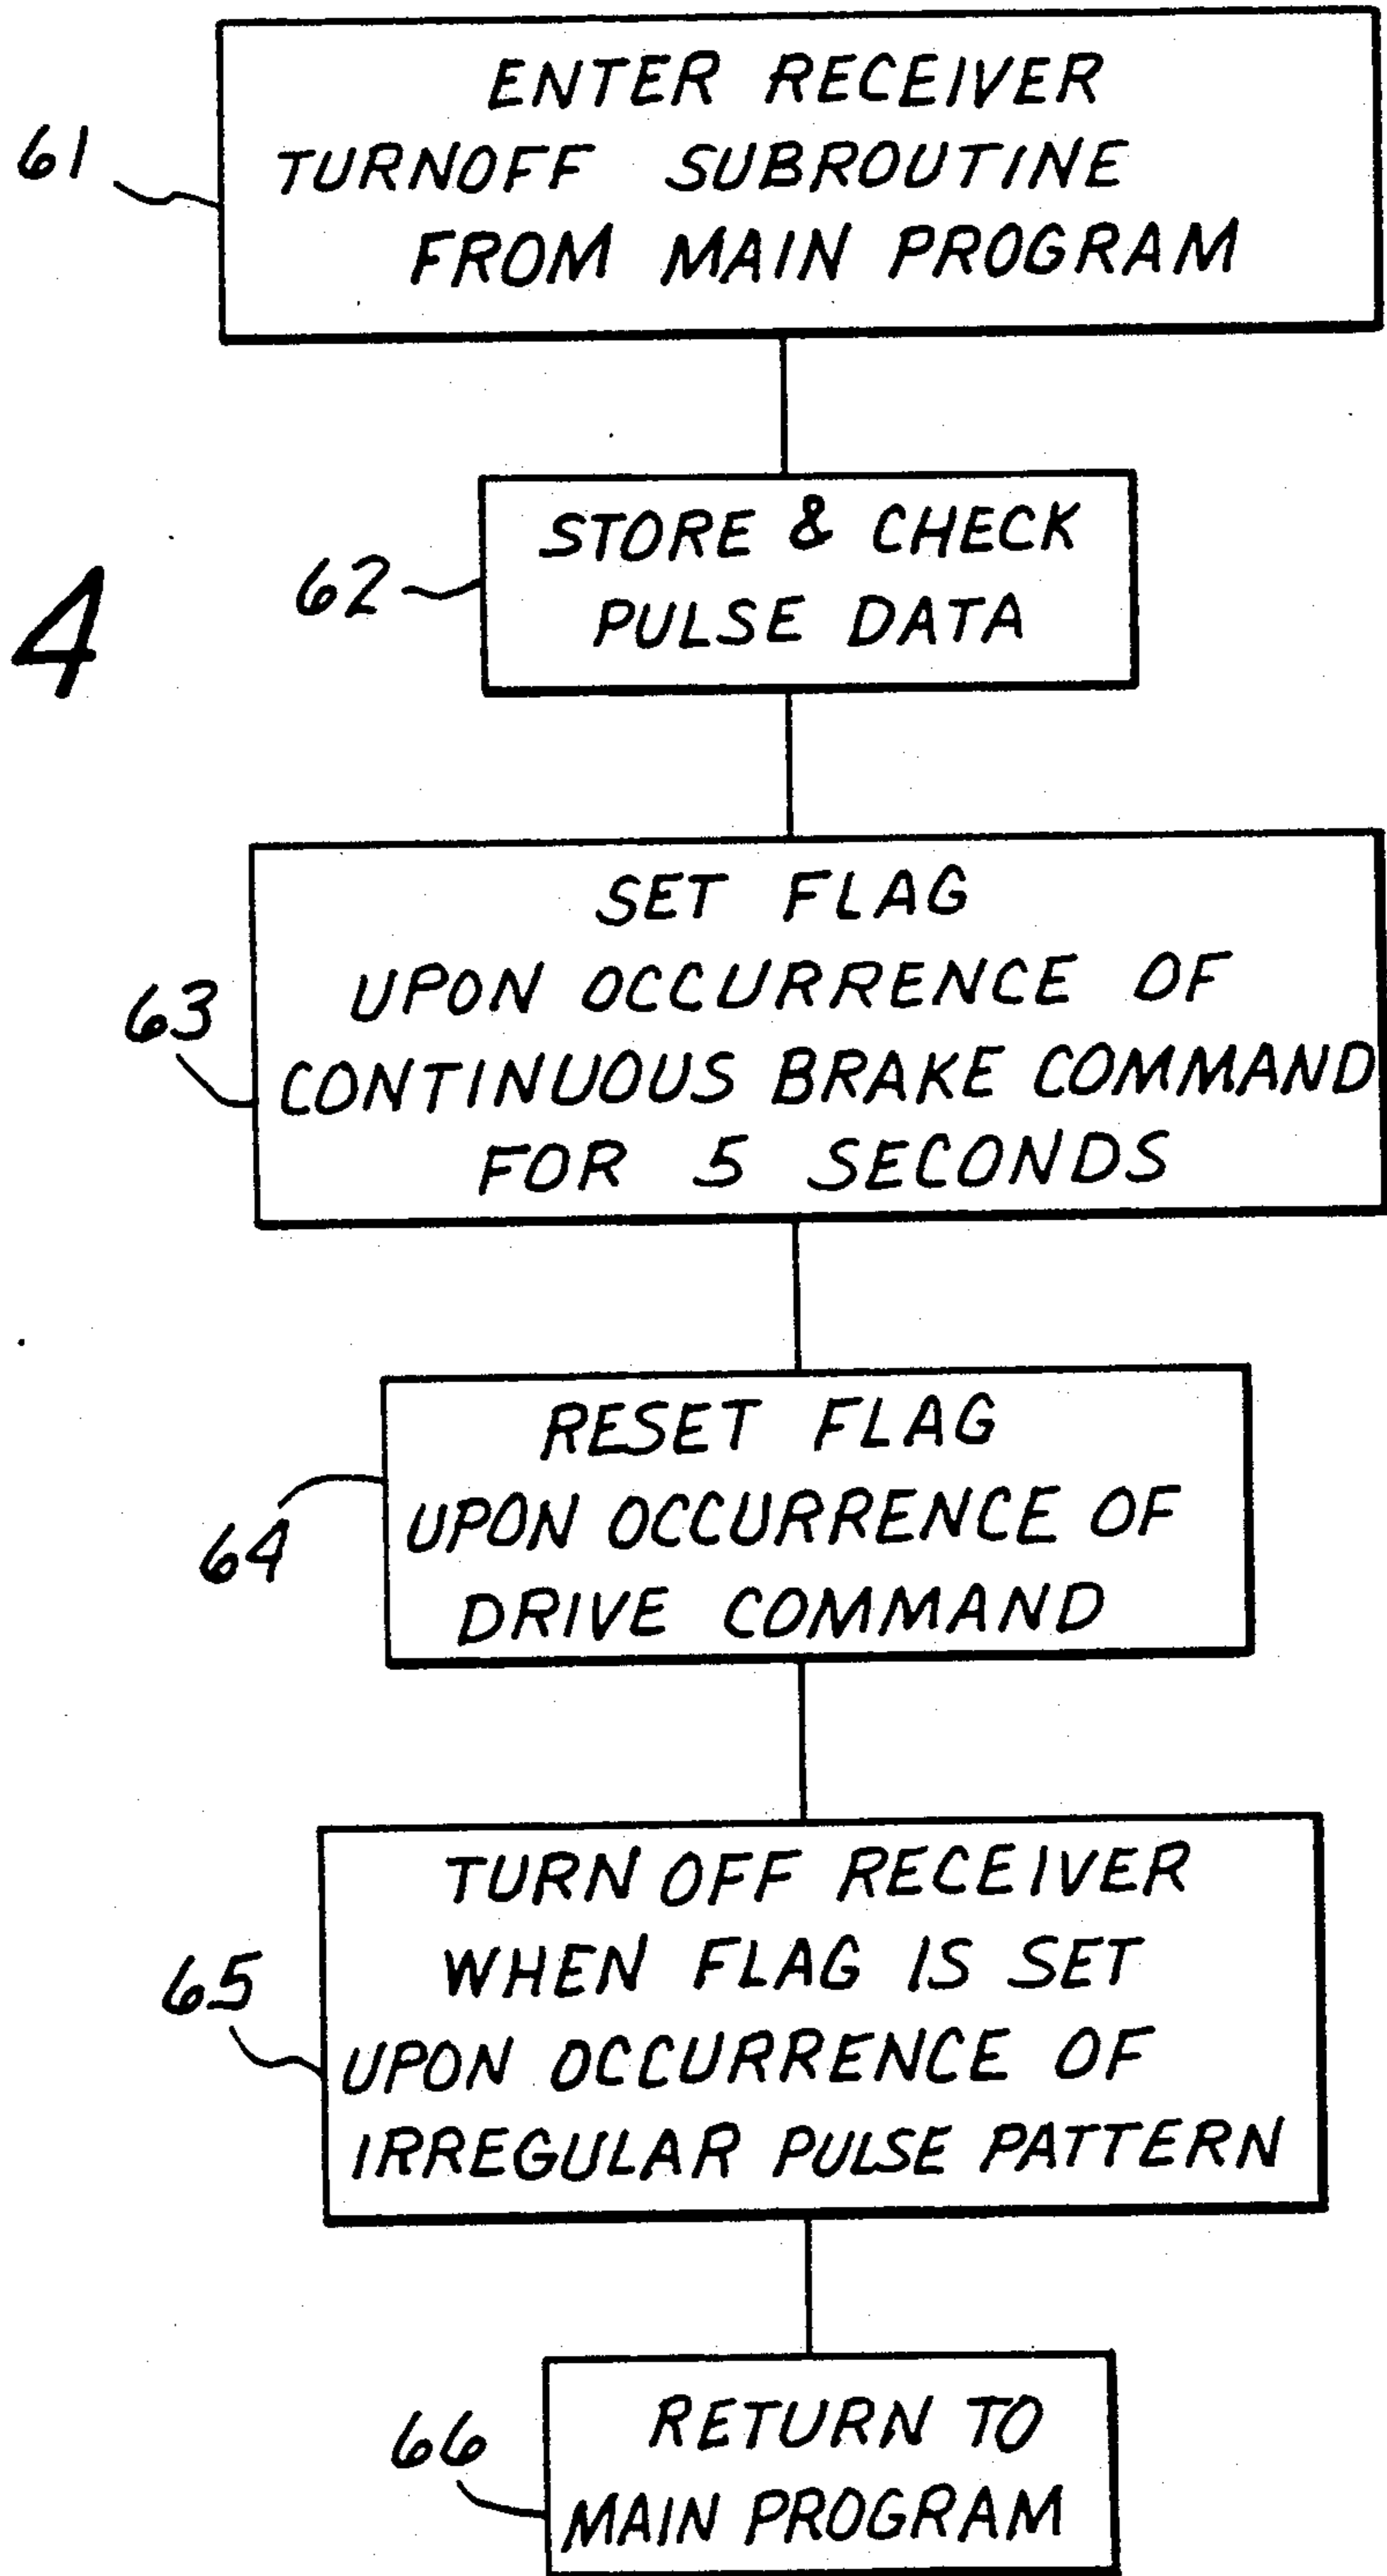 ENTER RECEIVER
TURNOFF SUBROUTINE
FROM MAIN PROGRAM
61
STORE & CHECK
PULSE DATA
62
4
SET FLAG
UPON OCCURRENCE OF
CONTINUOUS BRAKE COMMAND
FOR 5 SECONDS
63
RESET FLAG
UPON OCCURRENCE OF
DRIVE COMMAND
64
TURN OFF RECEIVER
WHEN FLAG IS SET
UPON OCCURRENCE OF
IRREGULAR PULSE PATTERN
65
RETURN TO
MAIN PROGRAM
66